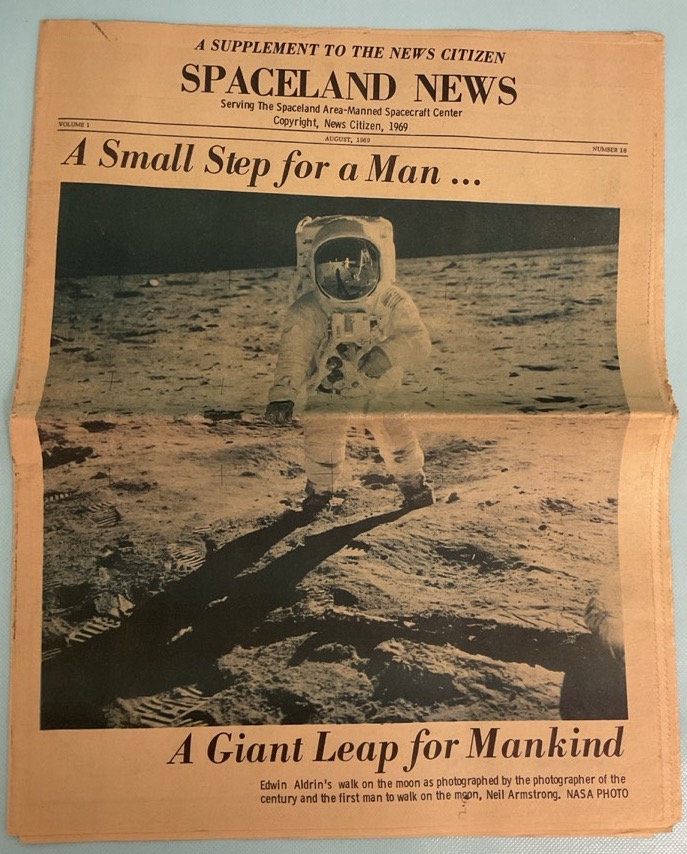 A SUPPLEMENT TO THE NEWS CITIZEN
SPACELAND NEWS
Serving The Spaceland Area-Manned Spacecraft Center
Copyright, News Citizen, 1969
VOLUME 1 AUGUST, 1969 NUMBER 18
A Small Step for a Man ...
A Giant Leap for Mankind
Edwin Aldrin's walk on the moon as photographed by the photographer of the
century and the first man to walk on the moon, Neil Armstrong. NASA PHOTO